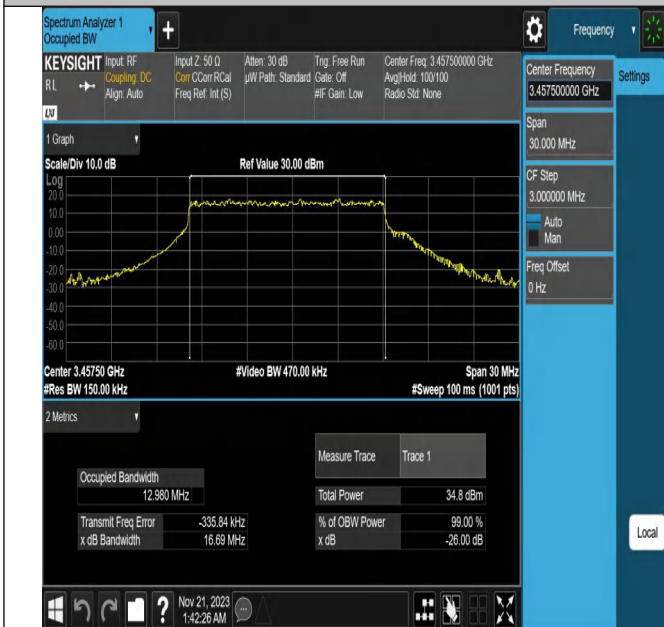 Spectrum Analyzer 1
Occupied BW
+
Frequency
KEYSIGHT
RL
LXI
Input: RF
Coupling: DC
Align: Auto
Input Z: 50 Ω
Corr CCorr RCal
Freq Ref: Int (S)
Atten: 30 dB
µW Path: Standard
Trig: Free Run
Gate: Off
#IF Gain: Low
Center Freq: 3.457500000 GHz
Avg|Hold: 100/100
Radio Std: None
Center Frequency
3.457500000 GHz
Settings
Span
30.000 MHz
CF Step
3.000000 MHz
Auto
Man
Freq Offset
0 Hz
Local
1 Graph
Scale/Div 10.0 dB
Ref Value 30.00 dBm
Log
20.0
10.0
0.00
-10.0
-20.0
-30.0
-40.0
-50.0
-60.0
Center 3.45750 GHz
#Video BW 470.00 kHz
Span 30 MHz
#Res BW 150.00 kHz
#Sweep 100 ms (1001 pts)
2 Metrics
Measure Trace
Trace 1
Occupied Bandwidth
12.980 MHz
Total Power
34.8 dBm
Transmit Freq Error
-335.84 kHz
% of OBW Power
99.00 %
x dB Bandwidth
16.69 MHz
x dB
-26.00 dB
?
Nov 21, 2023
1:42:26 AM